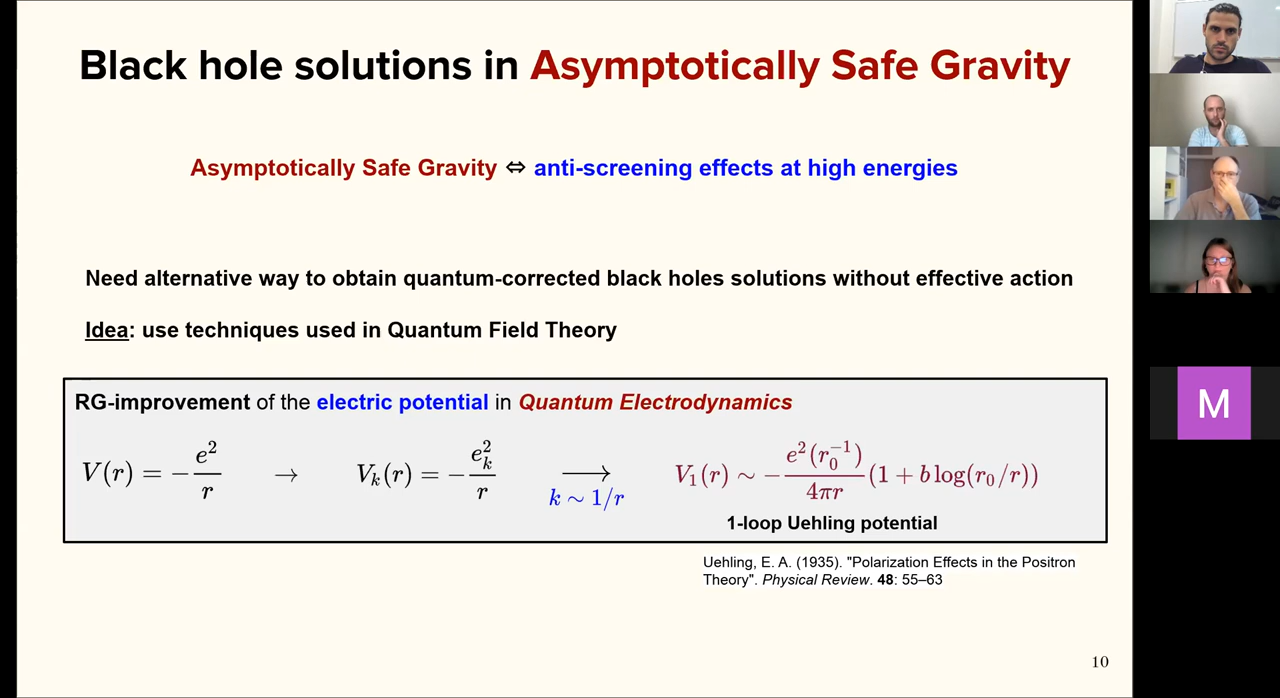 Black hole solutions in Asymptotically Safe Gravity
Asymptotically Safe Gravity ⇔ anti-screening effects at high energies
Need alternative way to obtain quantum-corrected black holes solutions without effective action
Idea: use techniques used in Quantum Field Theory
RG-improvement of the electric potential in Quantum Electrodynamics
V(r) = −e²/r → V_k(r) = −e_k²/r ⟶ k ∼ 1/r V₁(r) ∼ −e²(r₀⁻¹)/4πr (1 + b log(r₀/r))
1-loop Uehling potential
Uehling, E. A. (1935). "Polarization Effects in the Positron
Theory". Physical Review. 48: 55–63
10
M